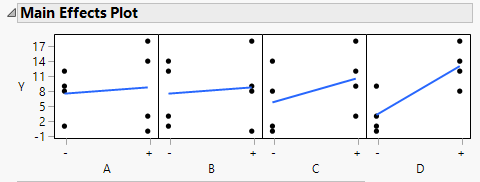 Main Effects Plot
17
14
11
8
5
2
-1
Y
- + - + - + - +
A B C D